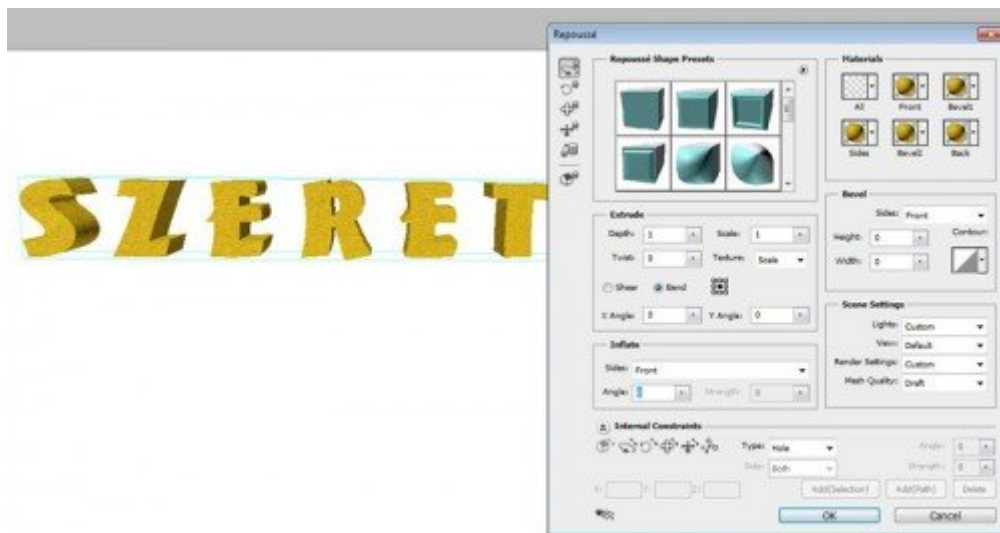 Repoussé
Repoussé Shape Presets
Materials
All Front Bevel1
Sides Bevel2 Back
SZERET
Extrude
Depth: 1 Scale: 1
Twist: 0 Texture: Scale
Shear Bend
X Angle: 0 Y Angle: 0
Bevel
Sides: Front
Height: 0 Contour:
Width: 0
Scene Settings
Lights: Custom
View: Default
Render Settings: Custom
Mesh Quality: Draft
Inflate
Sides: Front
Angle: 0 Strength: 0
Internal Constraints
Type: Hole Angle: 0
Side: Both Strength: 0
X: Y: Z: Add(Selection) Add(Path) Delete
OK Cancel